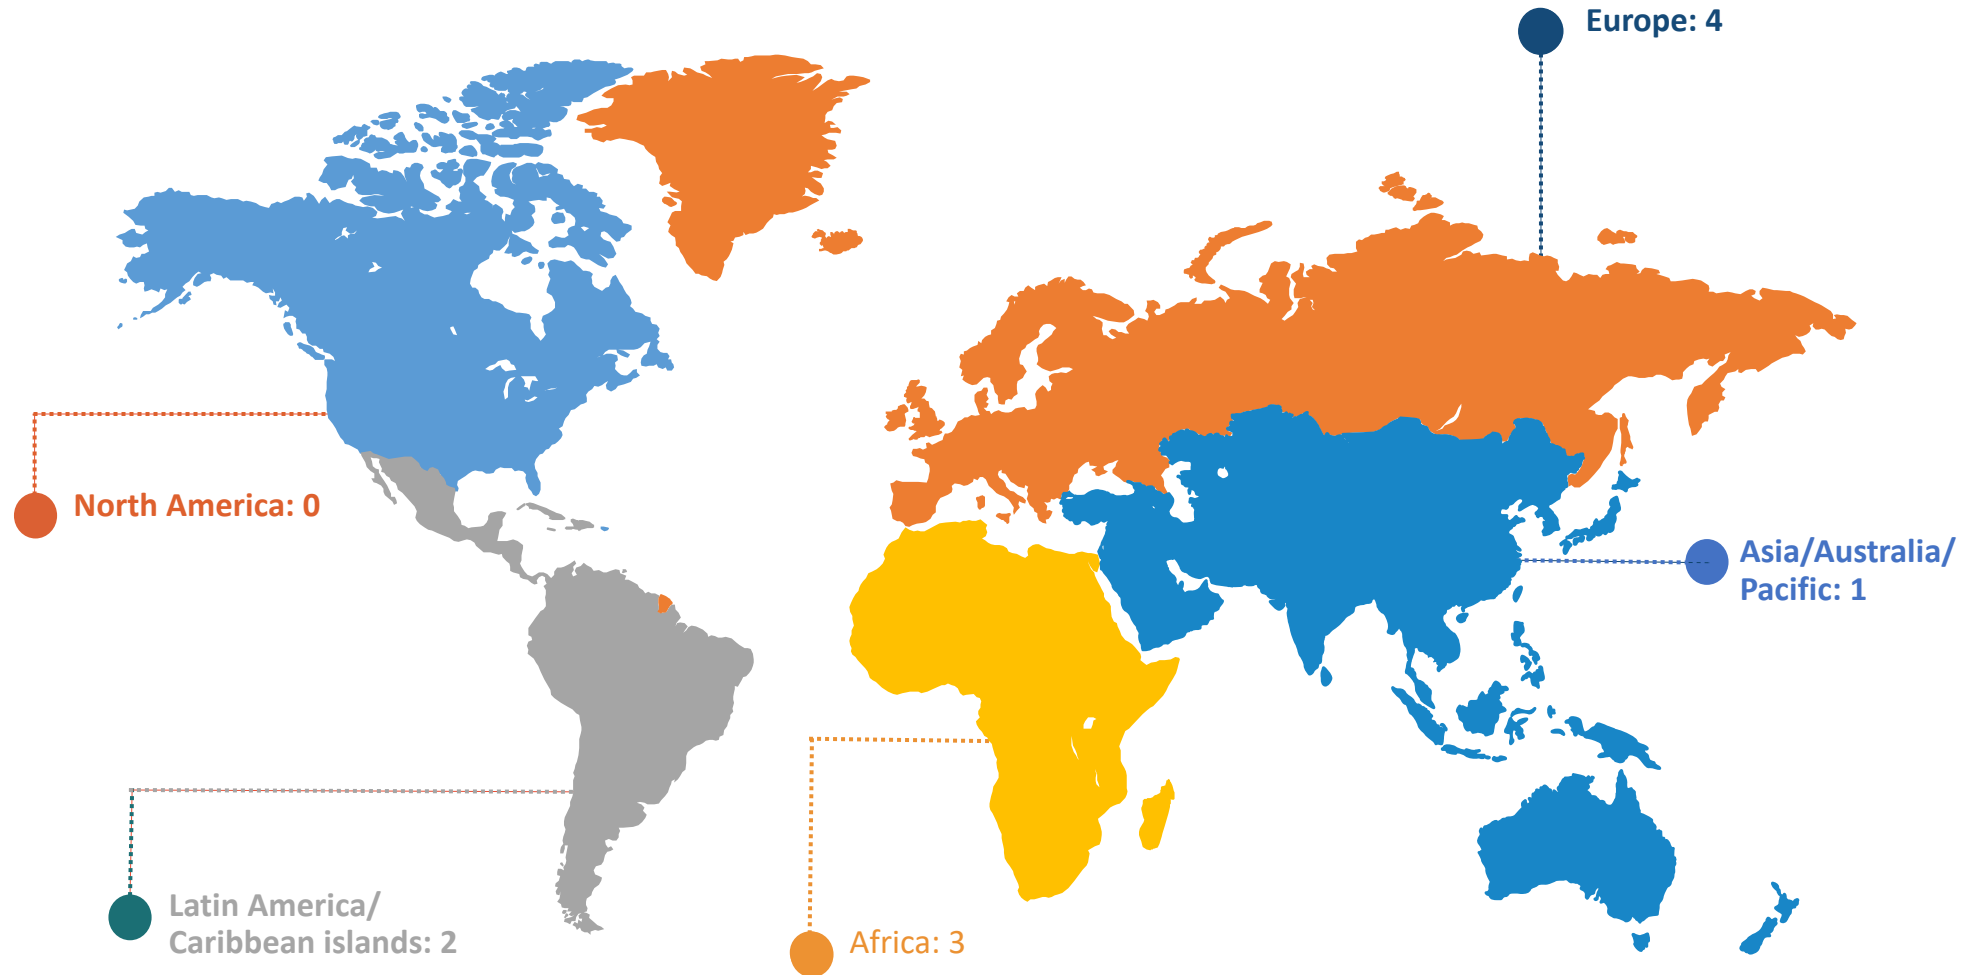 Europe: 4
North America: 0
Asia/Australia/
Pacific: 1
Latin America/
Caribbean islands: 2
Africa: 3